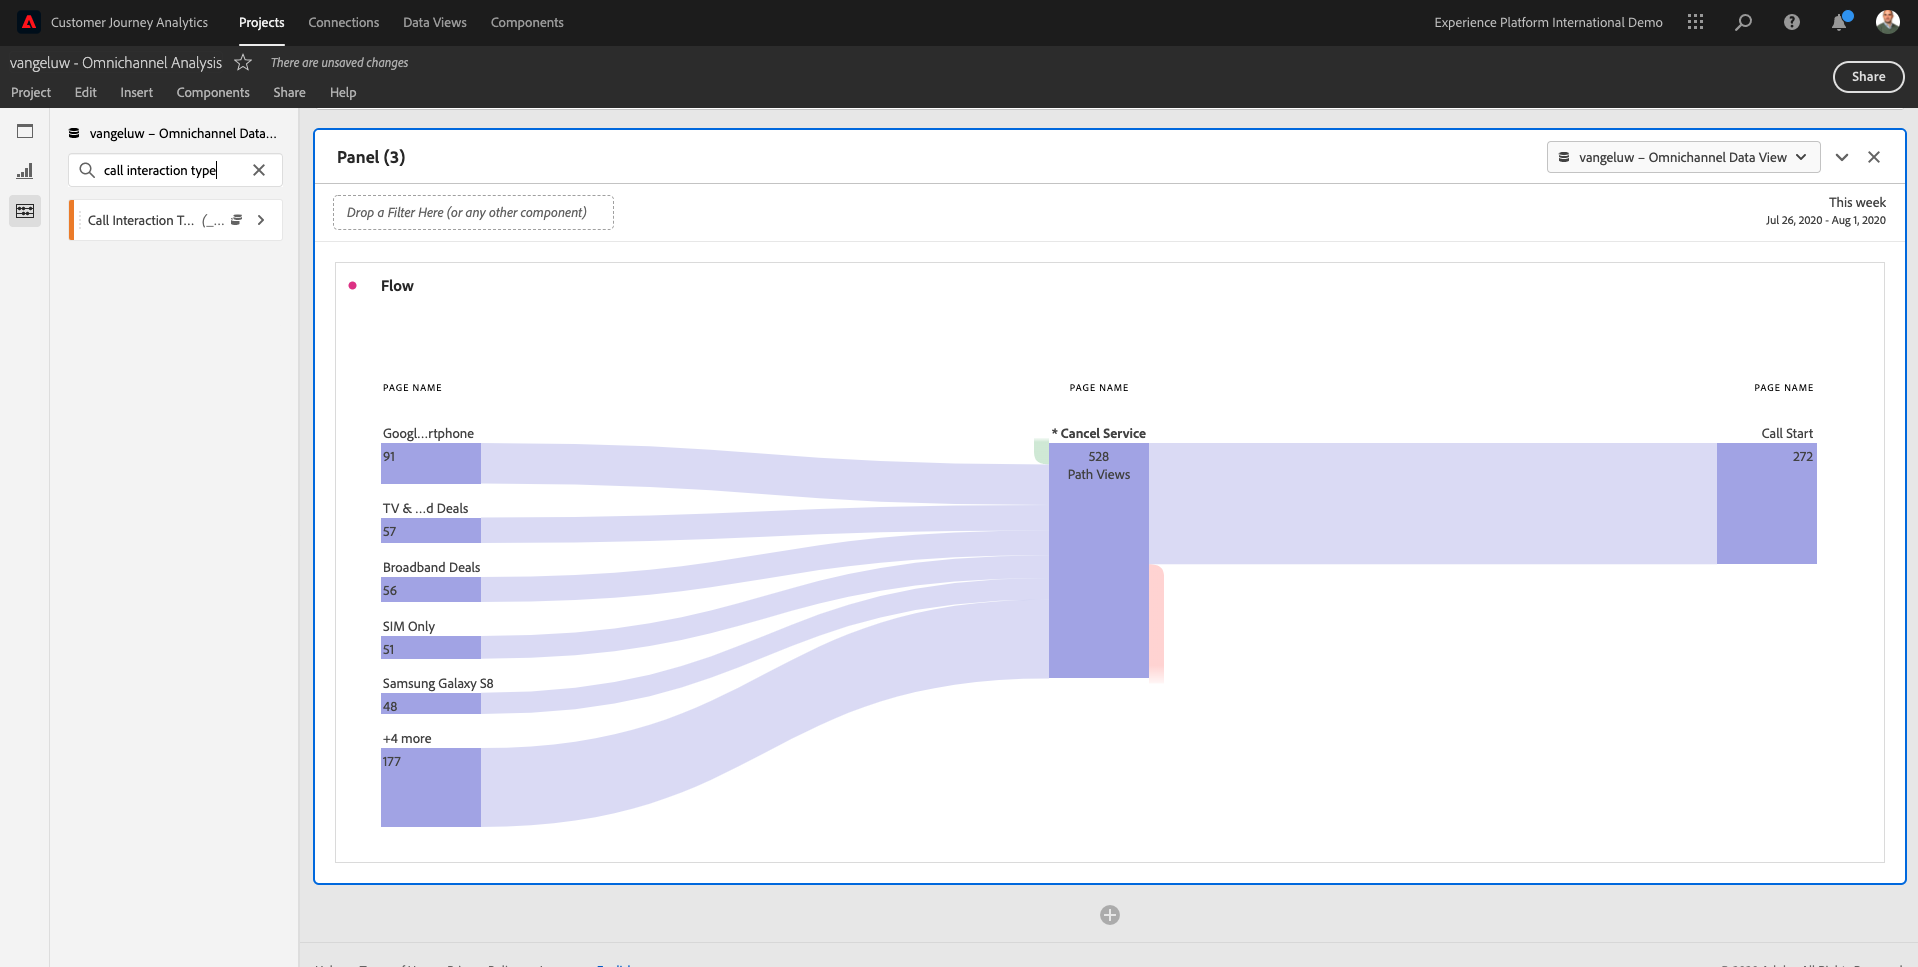 Customer Journey Analytics
Projects
Connections
Data Views
Components
Experience Platform International Demo
vangeluw - Omnichannel Analysis
There are unsaved changes
Share
Project
Edit
Insert
Components
Share
Help
vangeluw – Omnichannel Data...
call interaction type
Call Interaction T... (_...
Panel (3)
vangeluw – Omnichannel Data View
Drop a Filter Here (or any other component)
This week
Jul 26, 2020 - Aug 1, 2020
Flow
PAGE NAME
PAGE NAME
PAGE NAME
Googl...rtphone
91
TV & ...d Deals
57
Broadband Deals
56
SIM Only
51
Samsung Galaxy S8
48
+4 more
177
* Cancel Service
528
Path Views
Call Start
272